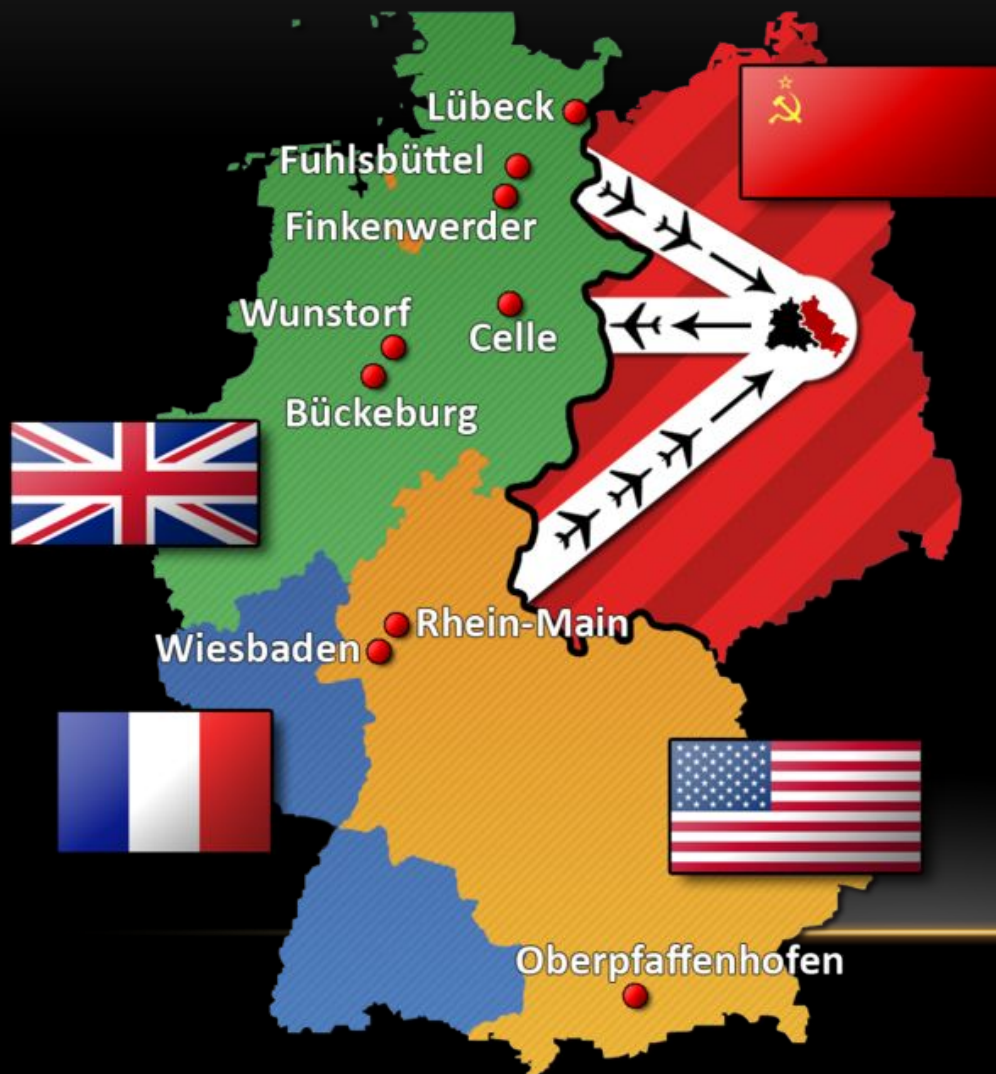 Lübeck
Fuhlsbüttel
Finkenwerder
Wunstorf
Celle
Bückeburg
Rhein-Main
Wiesbaden
Oberpfaffenhofen